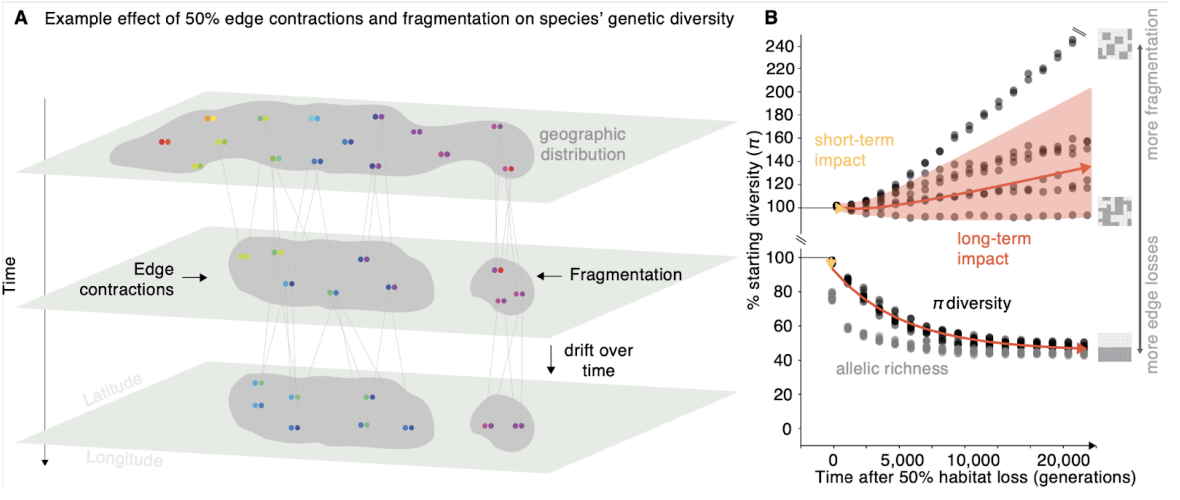 A Example effect of 50% edge contractions and fragmentation on species' genetic diversity
Time
geographic
distribution
Edge
contractions
Fragmentation
drift over
time
Latitude
Longitude
B
% starting diversity (π)
240
220
200
180
160
140
120
100
100
80
60
40
20
0
short-term
impact
long-term
impact
π diversity
allelic richness
more fragmentation
more edge losses
0 5,000 10,000 20,000
Time after 50% habitat loss (generations)